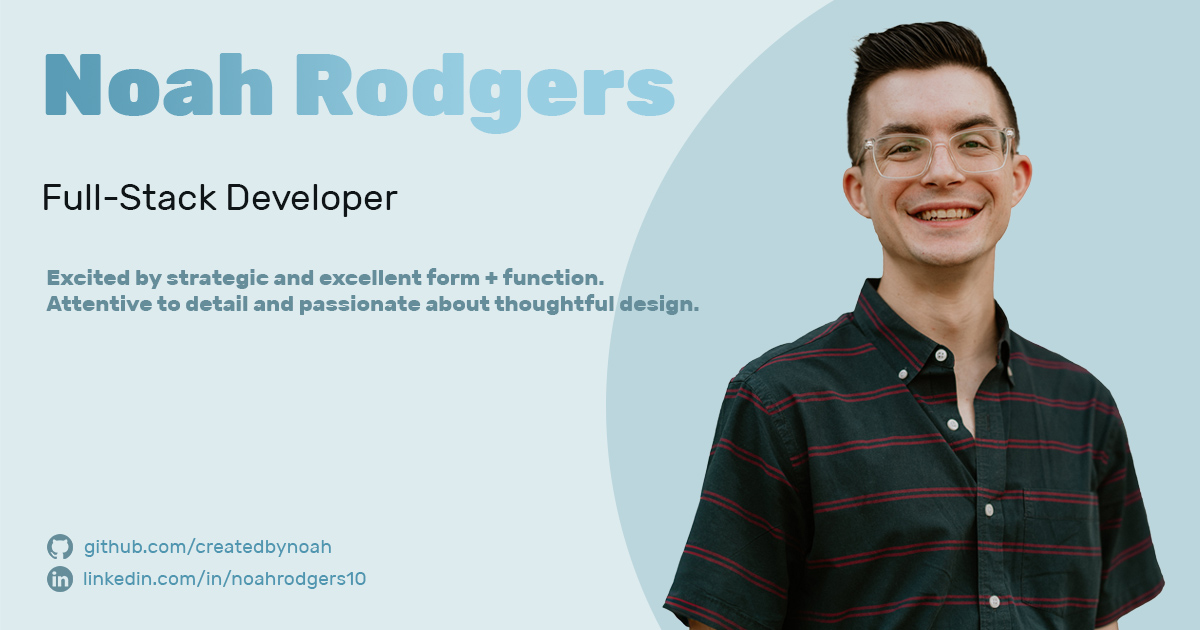 Noah Rodgers
Full-Stack Developer
Excited by strategic and excellent form + function.
Attentive to detail and passionate about thoughtful design.
github.com/createdbynoah
linkedin.com/in/noahrodgers10